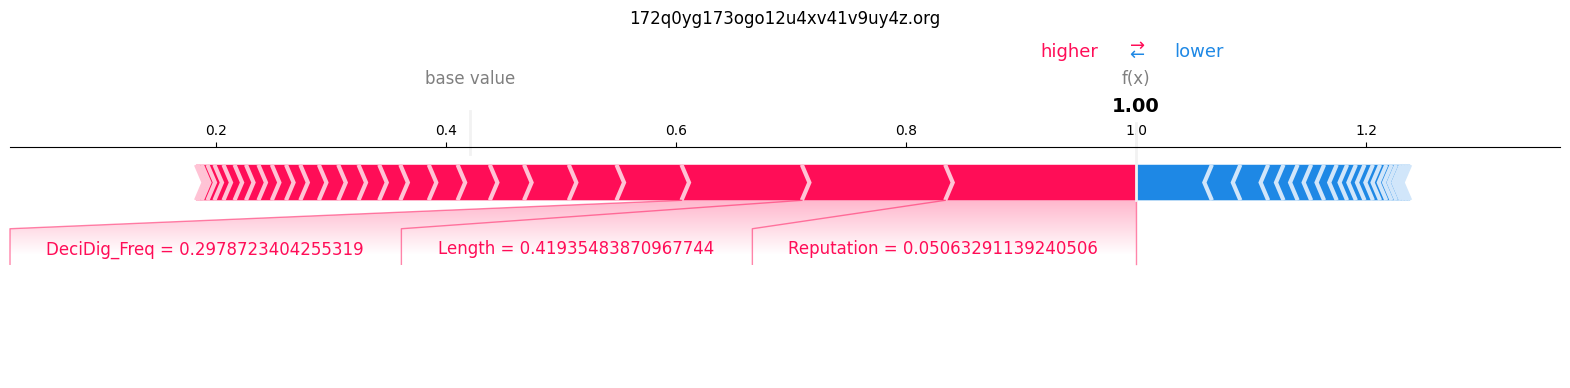 172q0yg173ogo12u4xv41v9uy4z.org
higher ⇄ lower
base value f(x)
1.00
0.2 0.4 0.6 0.8 1 0 1.2
DeciDig_Freq = 0.2978723404255319 Length = 0.41935483870967744 Reputation = 0.05063291139240506